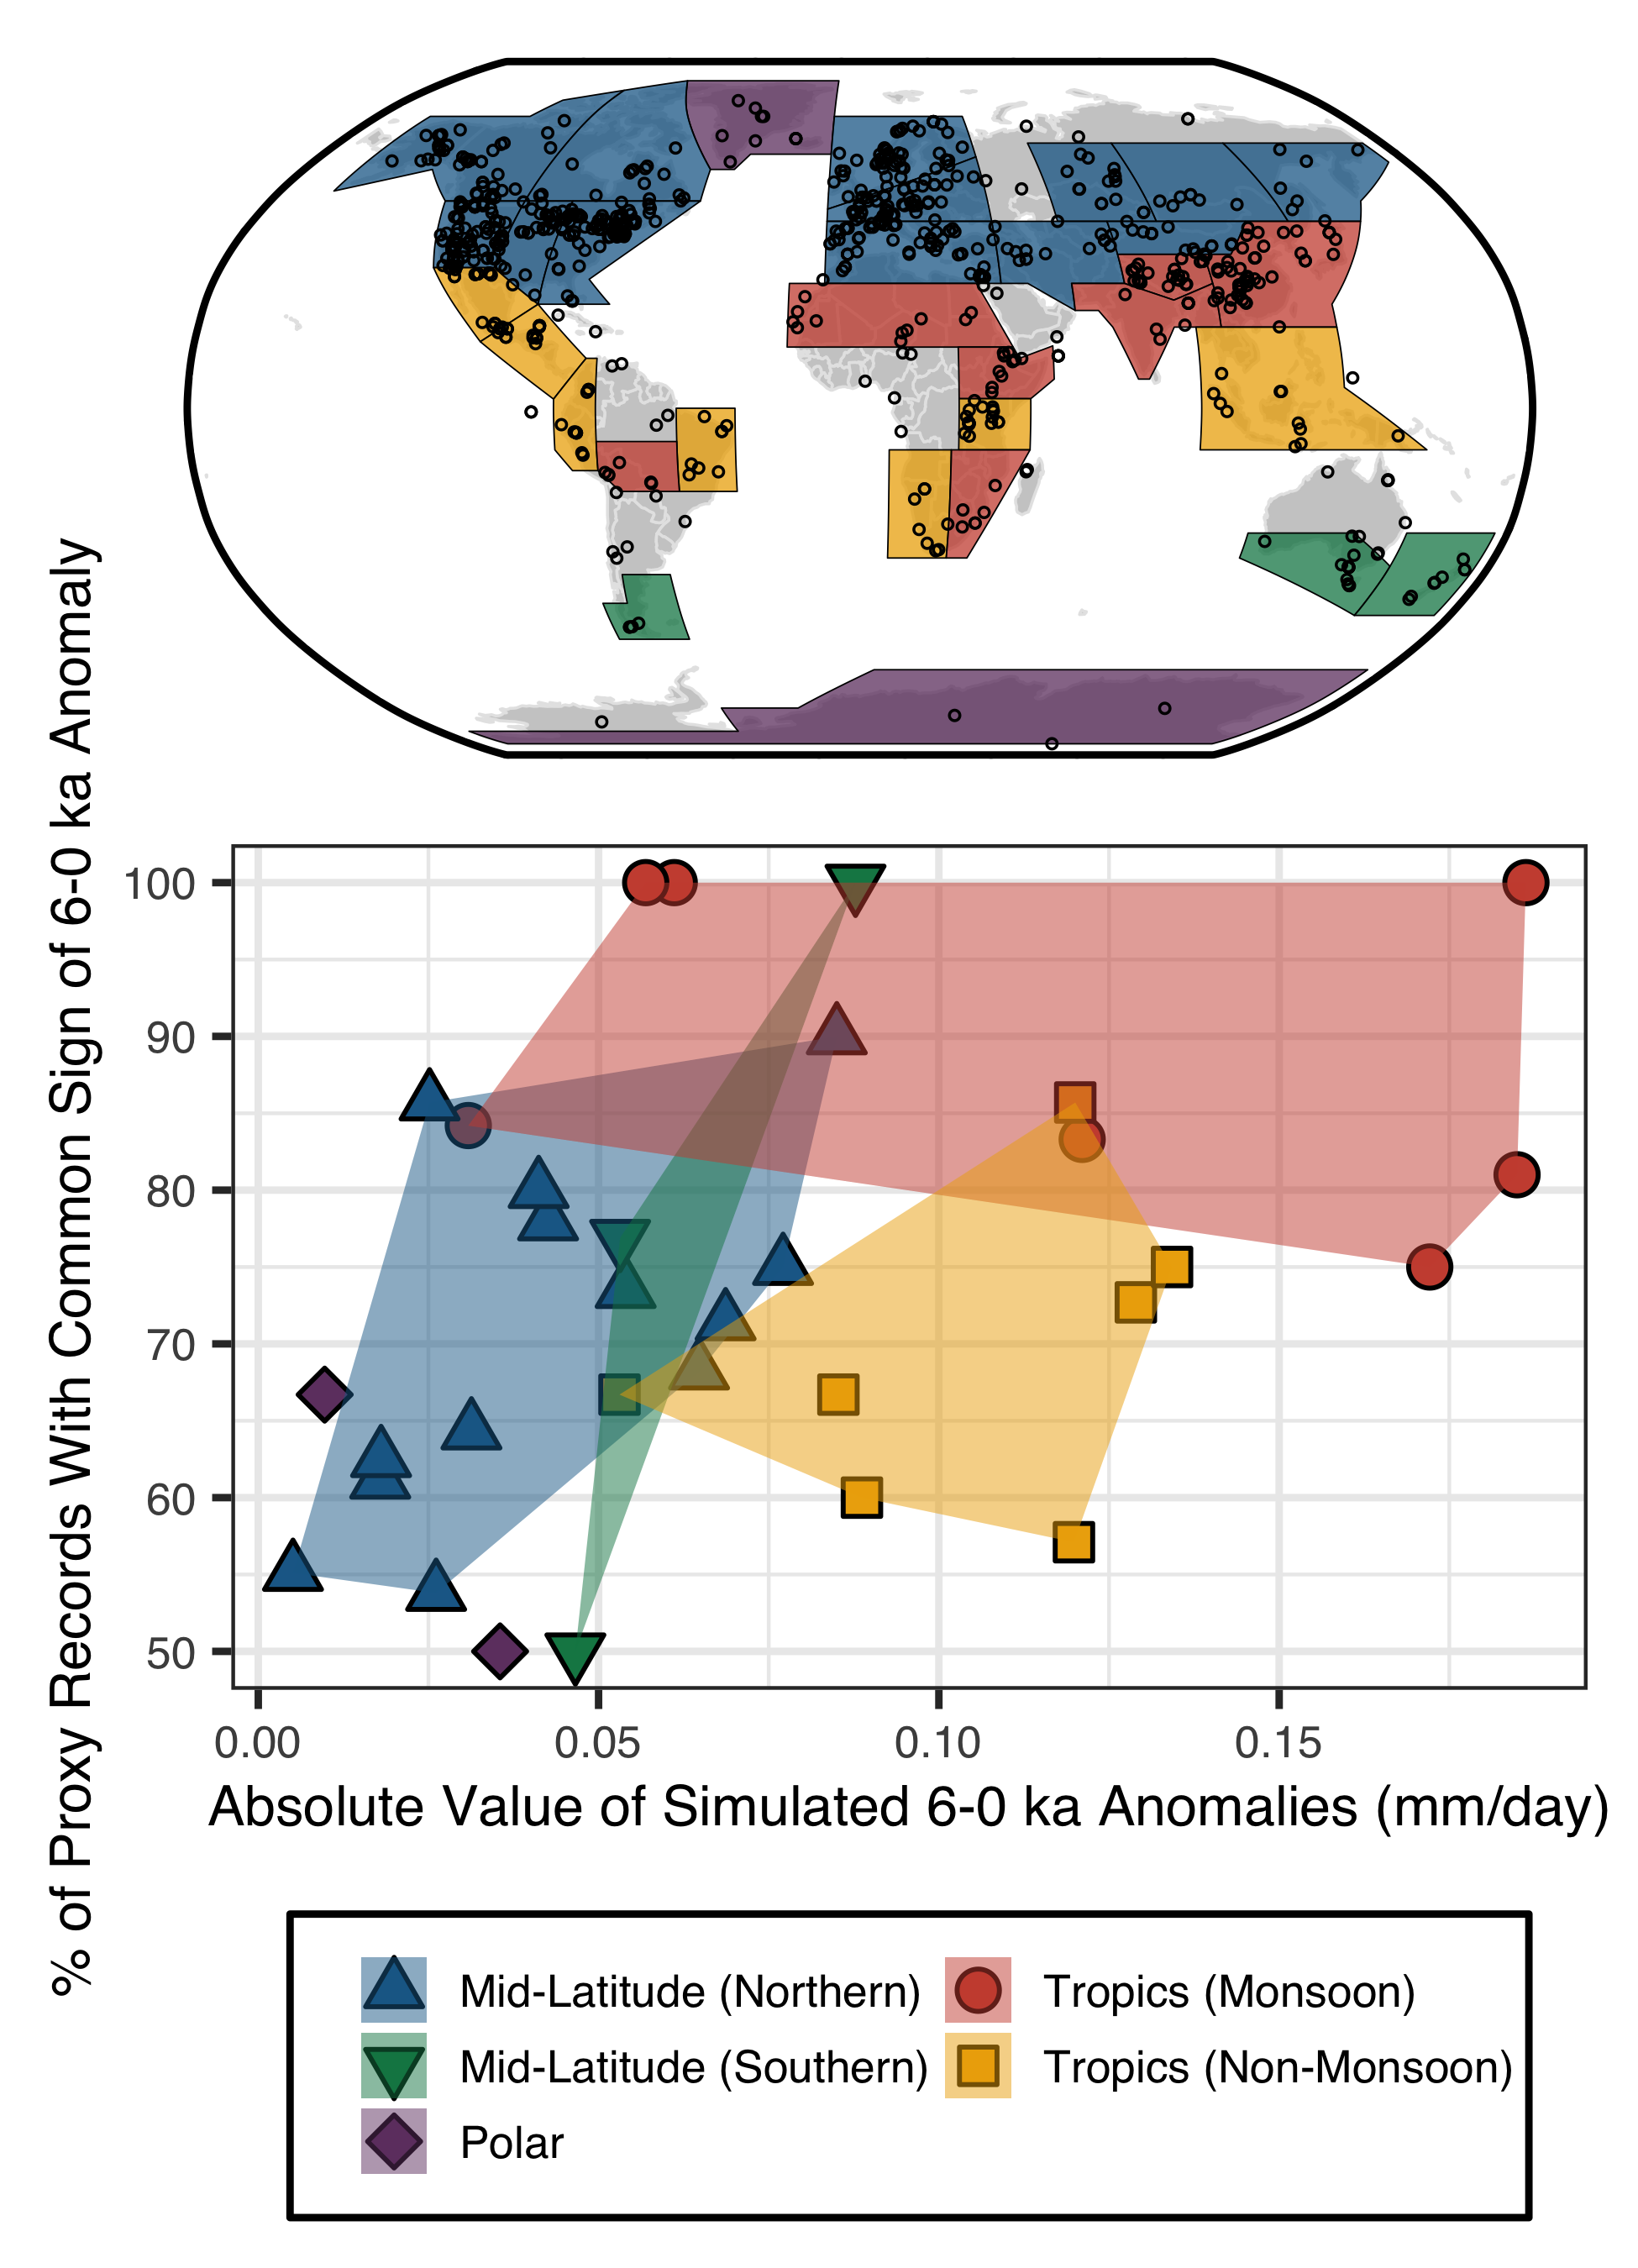 % of Proxy Records With Common Sign of 6-0 ka Anomaly
100
90
80
70
60
50
0.00 0.05 0.10 0.15
Absolute Value of Simulated 6-0 ka Anomalies (mm/day)
Mid-Latitude (Northern) Tropics (Monsoon)
Mid-Latitude (Southern) Tropics (Non-Monsoon)
Polar